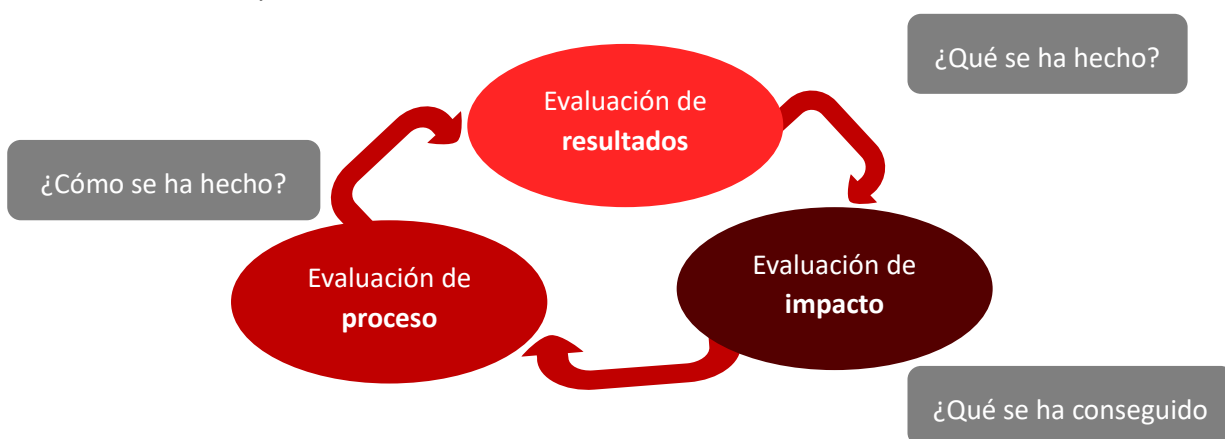 ¿Qué se ha hecho?
Evaluación de
resultados
¿Cómo se ha hecho?
Evaluación de
proceso
Evaluación de
impacto
¿Qué se ha conseguido